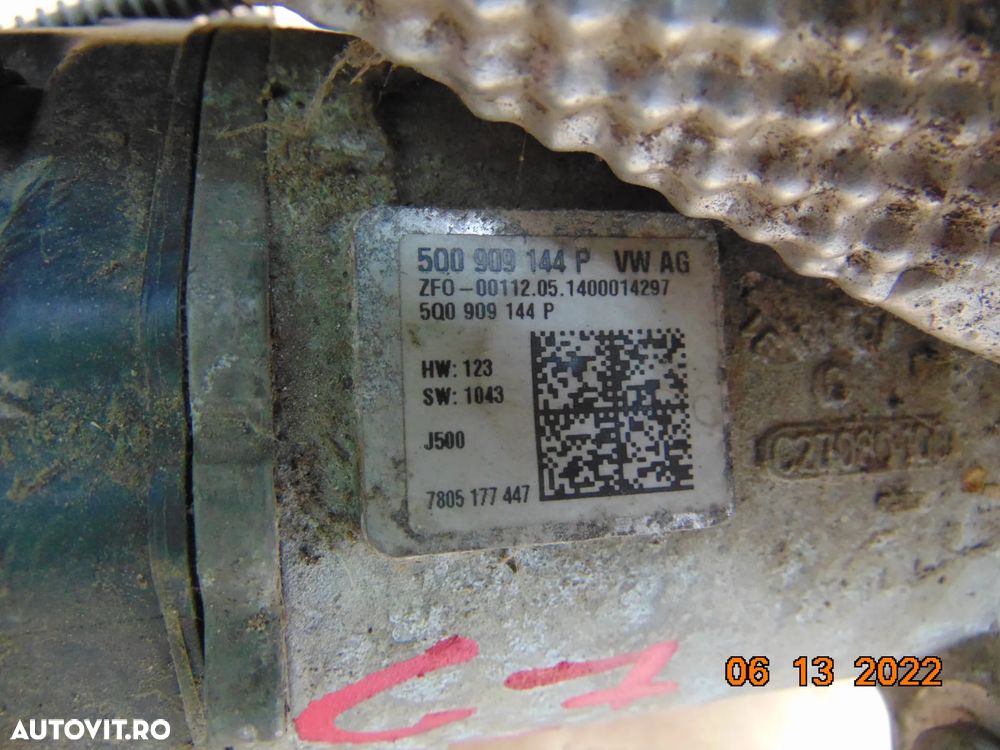 5Q0 909 144 P VW AG
ZFO-00112.05.1400014297
5Q0 909 144 P
HW: 123
SW: 1043
J500
7805 177 447
G
C-1
06 13 2022
AUTOVIT.RO